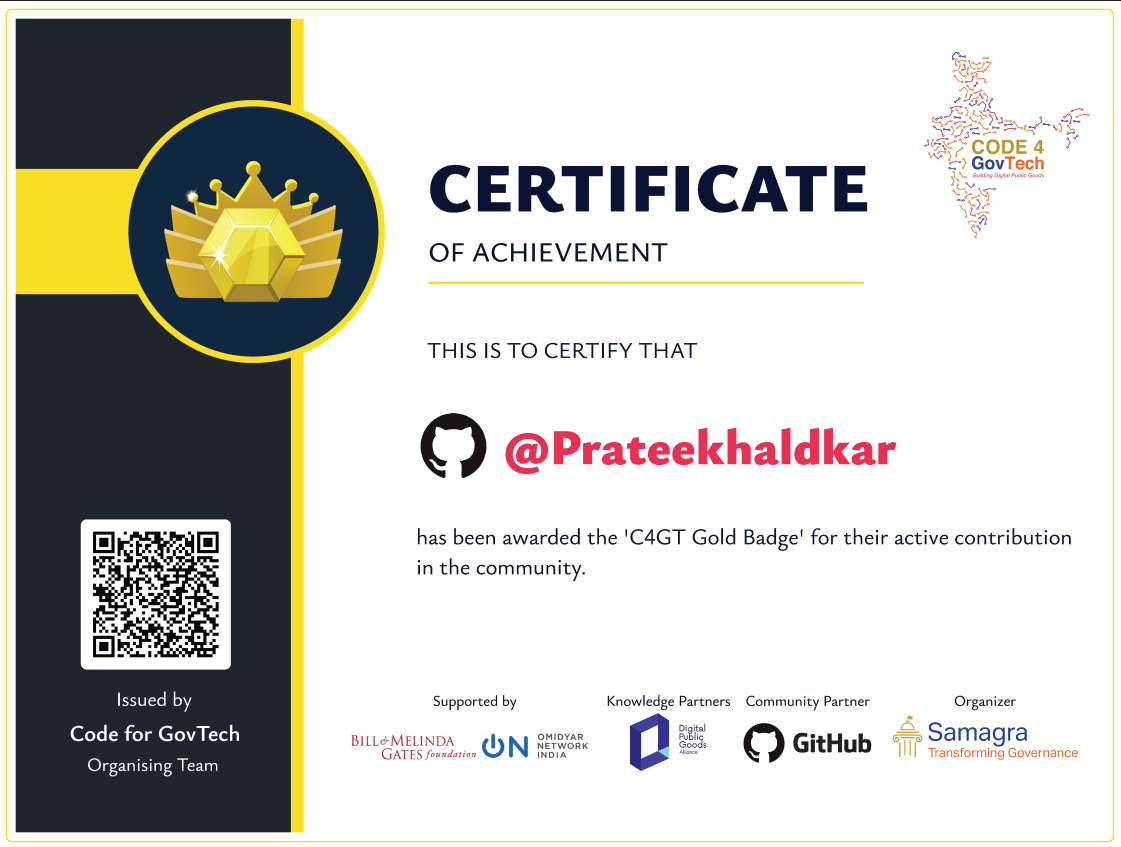 CODE 4
GovTech
Building Digital Public Goods
CERTIFICATE
OF ACHIEVEMENT
THIS IS TO CERTIFY THAT
@Prateekhaldkar
has been awarded the 'C4GT Gold Badge' for their active contribution
in the community.
Issued by
Code for GovTech
Organising Team
Supported by
BILL & MELINDA
GATES foundation
ON
OMIDYAR
NETWORK
INDIA
Knowledge Partners
Digital
Public
Goods
Alliance
Community Partner
GitHub
Organizer
Samagra
Transforming Governance